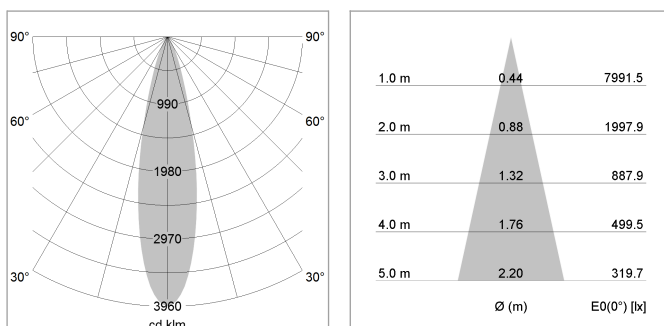 90° 90°
990
60° 60°
1980
2970
30° 30°
3960
cd klm
1.0 m 0.44 7991.5
2.0 m 0.88 1997.9
3.0 m 1.32 887.9
4.0 m 1.76 499.5
5.0 m 2.20 319.7
Ø (m) E0(0°) [lx]